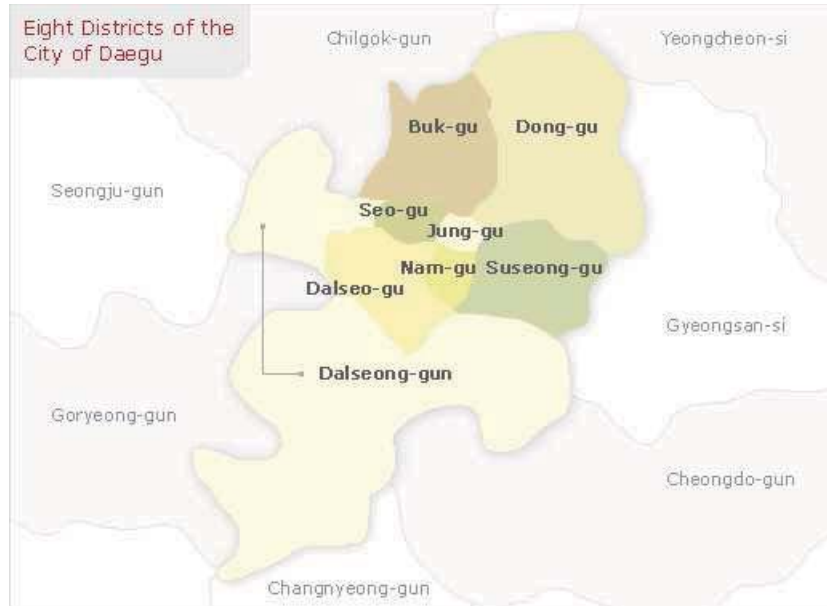 Eight Districts of the
City of Daegu
Chilgok-gun
Yeongcheon-si
Buk-gu
Dong-gu
Seongju-gun
Seo-gu
Jung-gu
Nam-gu
Suseong-gu
Dalseo-gu
Gyeongsan-si
Dalseong-gun
Goryeong-gun
Cheongdo-gun
Changnyeong-gun